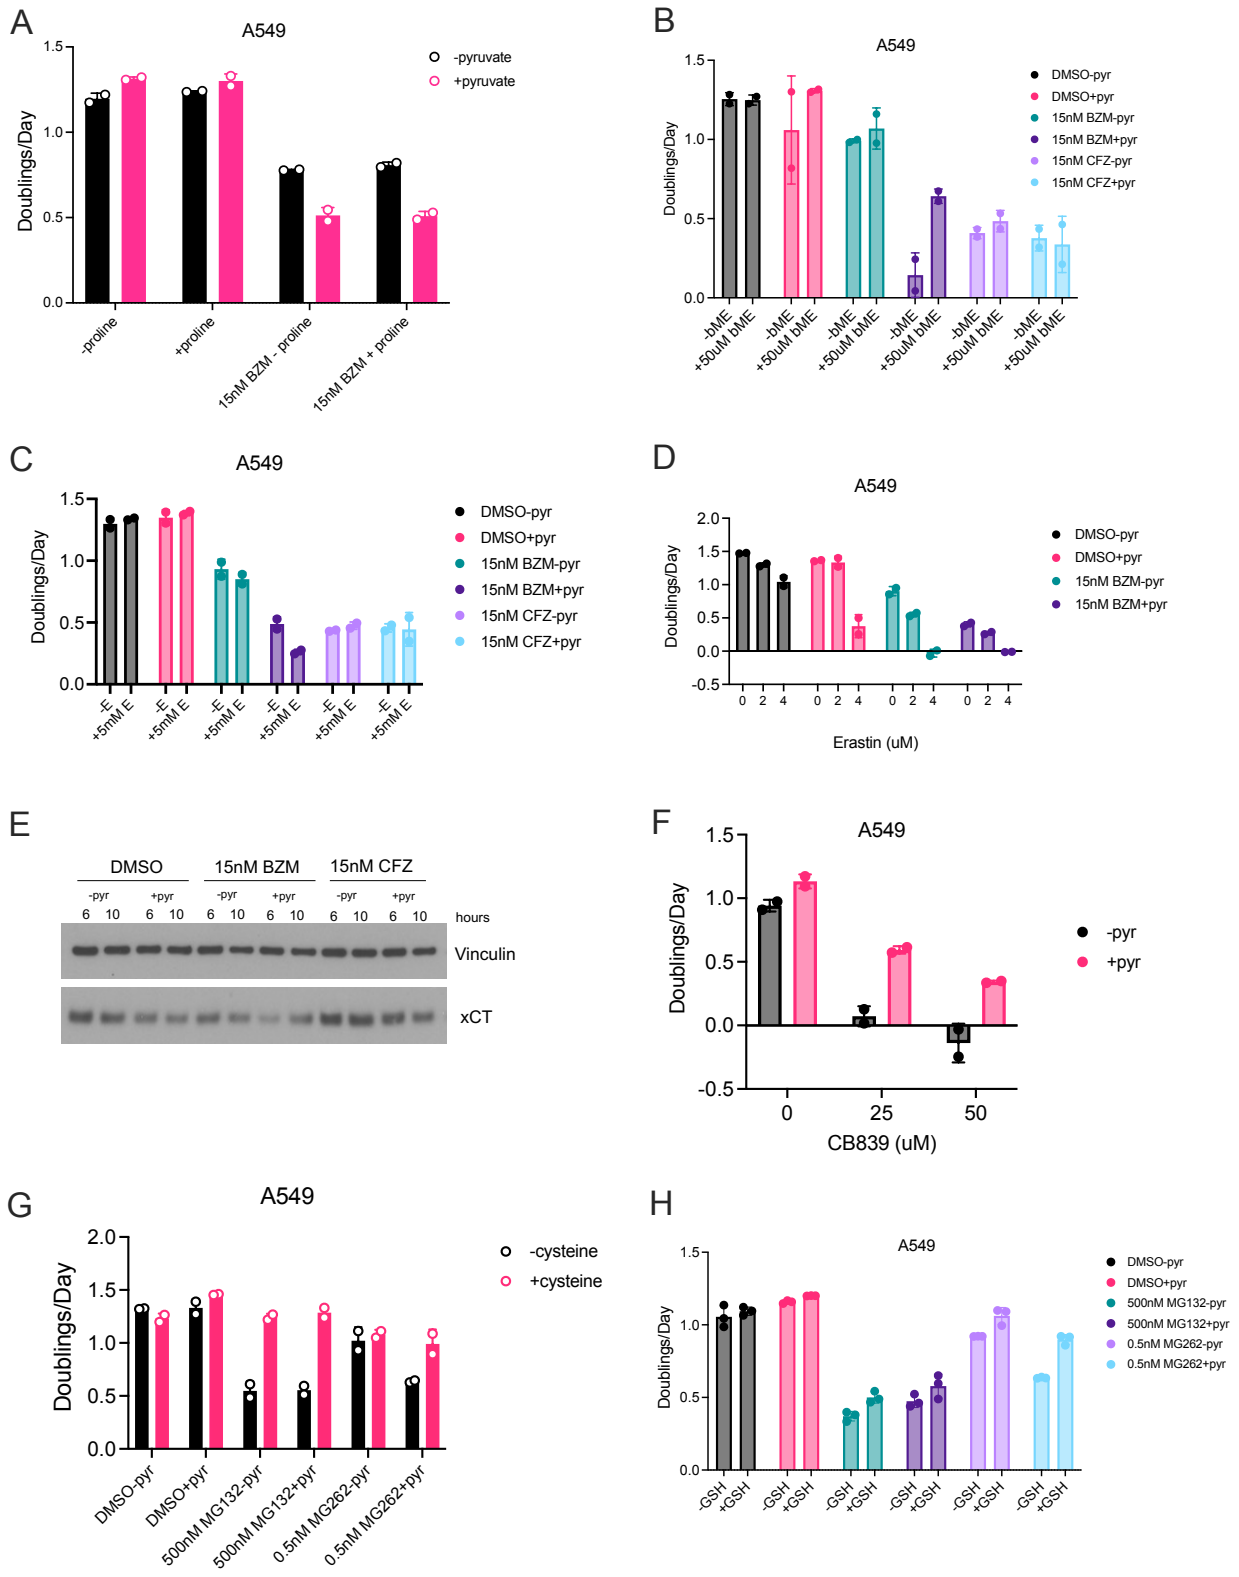 A
A549
-pyruvate
+pyruvate
Doublings/Day
1.5
1.0
0.5
0.0
-proline
+proline
15nM BZM - proline
15nM BZM + proline
B
A549
DMSO-pyr
DMSO+pyr
15nM BZM-pyr
15nM BZM+pyr
15nM CFZ-pyr
15nM CFZ+pyr
Doublings/Day
1.5
1.0
0.5
0.0
-bME
+50uM bME
-bME
+50uM bME
-bME
+50uM bME
-bME
+50uM bME
-bME
+50uM bME
-bME
+50uM bME
C
A549
DMSO-pyr
DMSO+pyr
15nM BZM-pyr
15nM BZM+pyr
15nM CFZ-pyr
15nM CFZ+pyr
Doublings/Day
1.5
1.0
0.5
0.0
-E
+5mM E
-E
+5mM E
-E
+5mM E
-E
+5mM E
-E
+5mM E
-E
+5mM E
D
A549
DMSO-pyr
DMSO+pyr
15nM BZM-pyr
15nM BZM+pyr
Doublings/Day
2.0
1.5
1.0
0.5
0.0
-0.5
0 2 4 0 2 4 0 2 4 0 2 4
Erastin (uM)
E
DMSO 15nM BZM 15nM CFZ
-pyr +pyr -pyr +pyr -pyr +pyr
6 10 6 10 6 10 6 10 6 10 6 10 hours
Vinculin
xCT
F
A549
-pyr
+pyr
Doublings/Day
1.5
1.0
0.5
0.0
-0.5
0 25 50
CB839 (uM)
G
A549
-cysteine
+cysteine
Doublings/Day
2.0
1.5
1.0
0.5
0.0
DMSO-pyr
DMSO+pyr
500nM MG132-pyr
500nM MG132+pyr
0.5nM MG262-pyr
0.5nM MG262+pyr
H
A549
DMSO-pyr
DMSO+pyr
500nM MG132-pyr
500nM MG132+pyr
0.5nM MG262-pyr
0.5nM MG262+pyr
Doublings/Day
1.5
1.0
0.5
0.0
-GSH
+GSH
-GSH
+GSH
-GSH
+GSH
-GSH
+GSH
-GSH
+GSH
-GSH
+GSH